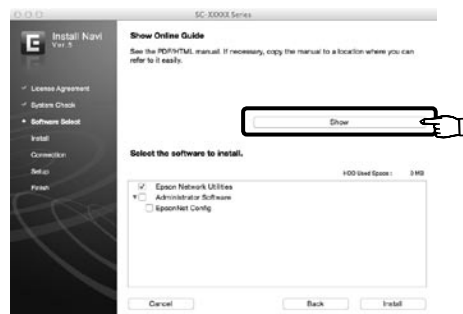 SC-XXXXX Series
Install Navi
Ver.5
Show Online Guide
See the PDF/HTML manual. If necessary, copy the manual to a location where you can
refer to it easily.
License Agreement
System Check
Software Select
Install
Connection
Setup
Finish
Show
Select the software to install.
HDD Used Space : 3 MB
Epson Network Utilities
Administrator Software
EpsonNet Config
Cancel
Back
Install